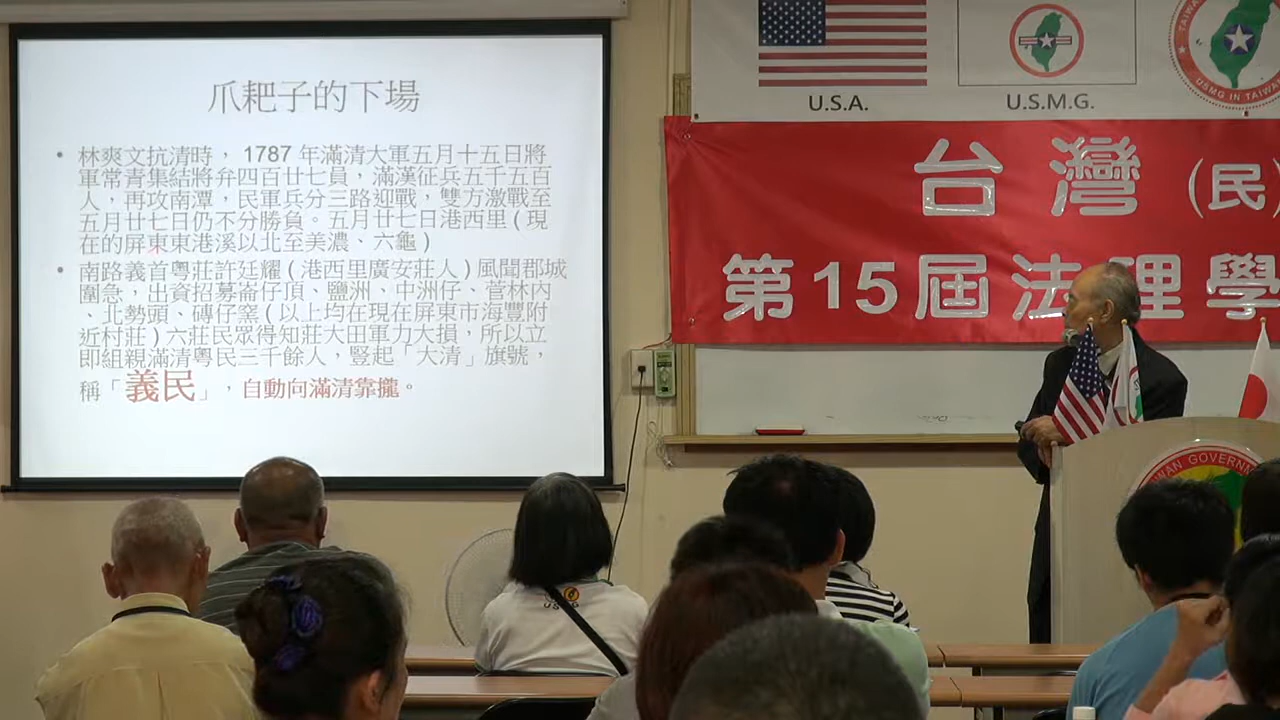 爪耙子的下場
• 林爽文抗清時， 1787 年滿清大軍五月十五日將
軍常青集結將弁四百廿七員，滿漢征兵五千五百
人，再攻南潭，民軍兵分三路迎戰，雙方激戰至
五月廿七日仍不分勝負。五月廿七日港西里 ( 現
在的屏東東港溪以北至美濃、六龜 )
• 南路義首粵莊許廷耀 ( 港西里廣安莊人 ) 風聞郡城
圍急，出資招募崙仔頂、鹽洲、中洲仔、菅林內
、北勢頭、磚仔窯 ( 以上均在現在屏東市海豐附
近村莊 ) 六莊民眾得知莊大田軍力大損，所以立
即組親滿清粵民三千餘人，豎起「大清」旗號，
稱「義民」，自動向滿清靠攏。
U.S.A.
U.S.M.G.
USMG IN TAIWAN
台灣 (民)
第15屆法理學